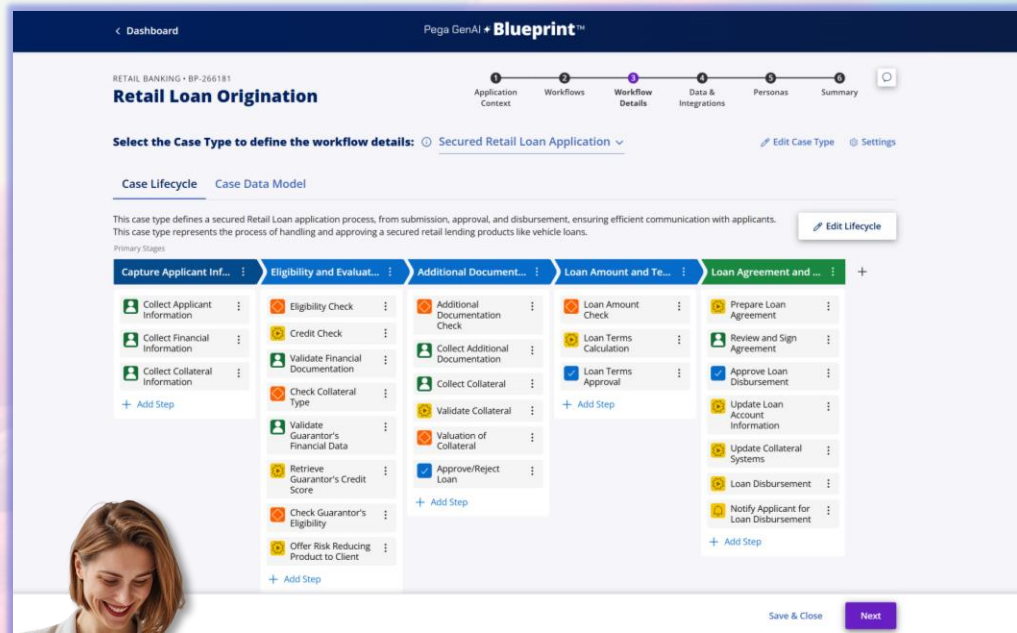 Dashboard
Pega GenAI Blueprint™
RETAIL BANKING • BP-266181
Retail Loan Origination
1
2
3
4
5
6
Application
Context
Workflows
Workflow
Details
Data &
Integrations
Personas
Summary
Select the Case Type to define the workflow details:
Secured Retail Loan Application
Edit Case Type
Settings
Case Lifecycle
Case Data Model
This case type defines a secured Retail Loan application process, from submission, approval, and disbursement, ensuring efficient communication with applicants.
This case type represents the process of handling and approving a secured retail lending products like vehicle loans.
Edit Lifecycle
Primary Stages
Capture Applicant Inf...
Collect Applicant
Information
Collect Financial
Information
Collect Collateral
Information
+ Add Step
Eligibility and Evaluat...
Eligibility Check
Credit Check
Validate Financial
Documentation
Check Collateral
Type
Validate
Guarantor's
Financial Data
Retrieve
Guarantor's Credit
Score
Check Guarantor's
Eligibility
Offer Risk Reducing
Product to Client
+ Add Step
Additional Document...
Additional
Documentation
Check
Collect Additional
Documentation
Collect Collateral
Validate Collateral
Valuation of
Collateral
Approve/Reject
Loan
+ Add Step
Loan Amount and Te...
Loan Amount
Check
Loan Terms
Calculation
Loan Terms
Approval
+ Add Step
Loan Agreement and ...
Prepare Loan
Agreement
Review and Sign
Agreement
Approve Loan
Disbursement
Update Loan
Account
Information
Update Collateral
Systems
Loan Disbursement
Notify Applicant for
Loan Disbursement
+ Add Step
Save & Close
Next